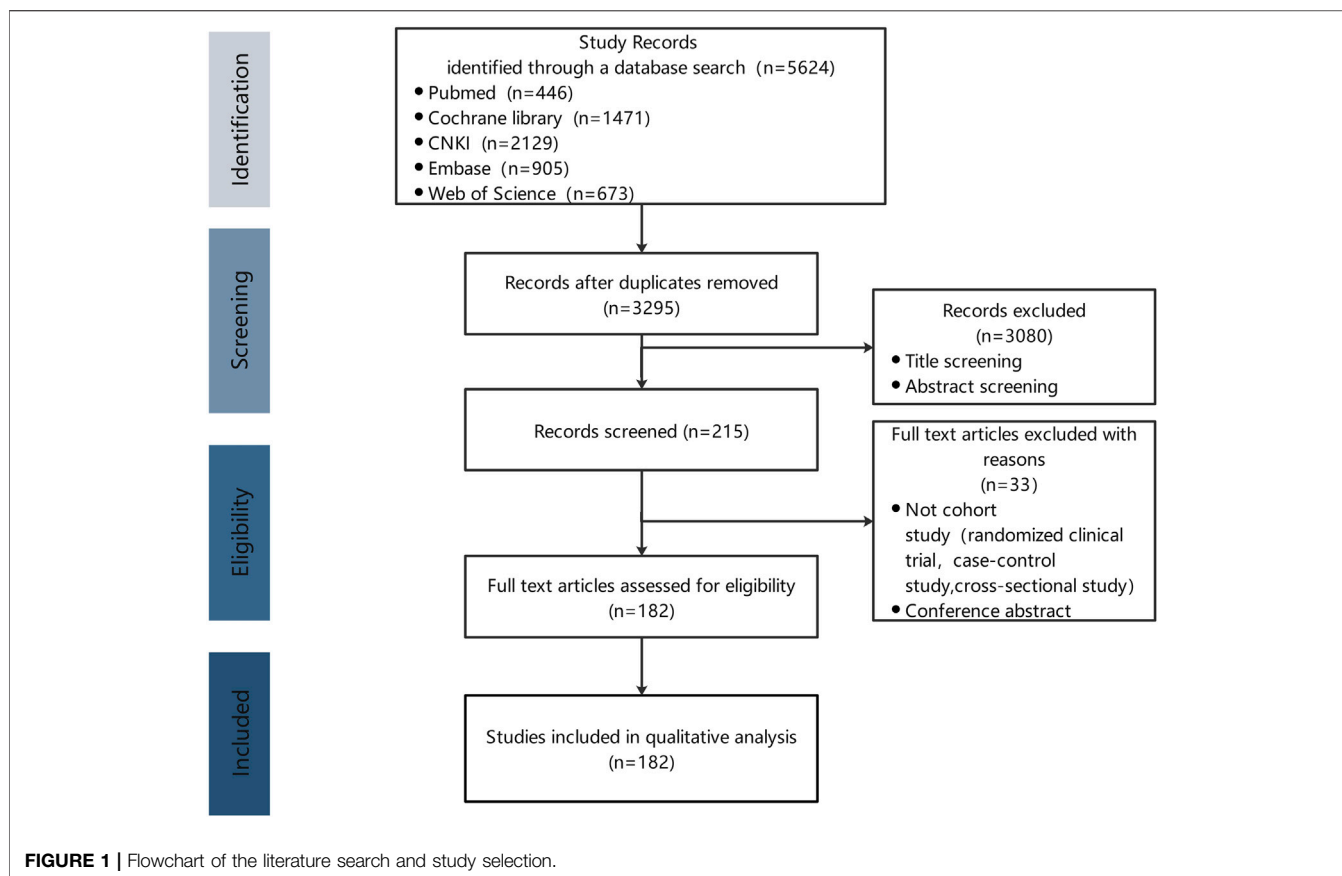 Identification
Study Records
identified through a database search（n=5624）
● Pubmed（n=446）
● Cochrane library（n=1471）
● CNKI（n=2129）
● Embase（n=905）
● Web of Science（n=673）
Screening
Records after duplicates removed
(n=3295)
Records excluded
(n=3080)
● Title screening
● Abstract screening
Records screened (n=215)
Eligibility
Full text articles excluded with
reasons
(n=33)
● Not cohort
study（randomized clinical
trial，case-control
study,cross-sectional study）
● Conference abstract
Full text articles assessed for eligibility
(n=182)
Included
Studies included in qualitative analysis
(n=182)
FIGURE 1 | Flowchart of the literature search and study selection.